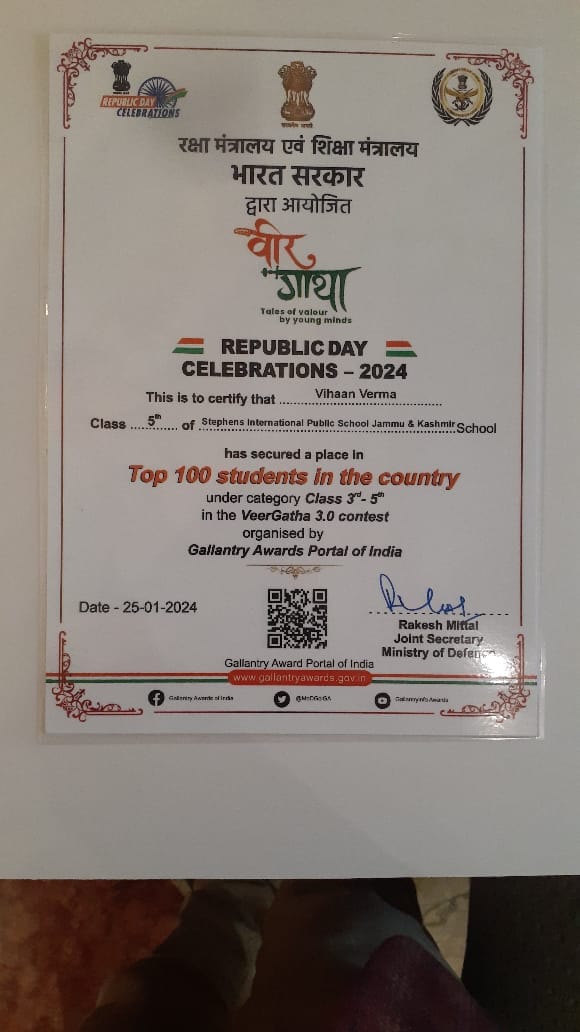 REPUBLIC DAY
CELEBRATIONS
रक्षा मंत्रालय एवं शिक्षा मंत्रालय
भारत सरकार
द्वारा आयोजित
वीर
गाथा
Tales of valour
by young minds
REPUBLIC DAY
CELEBRATIONS – 2024
This is to certify that Vihaan Verma
Class 5th of Stephens International Public School Jammu & Kashmir School
has secured a place in
Top 100 students in the country
under category Class 3rd- 5th
in the VeerGatha 3.0 contest
organised by
Gallantry Awards Portal of India
Date - 25-01-2024
Rakesh Mittal
Joint Secretary
Ministry of Defence
Gallantry Award Portal of India
www.gallantryawards.gov.in
Gallantry Awards of India